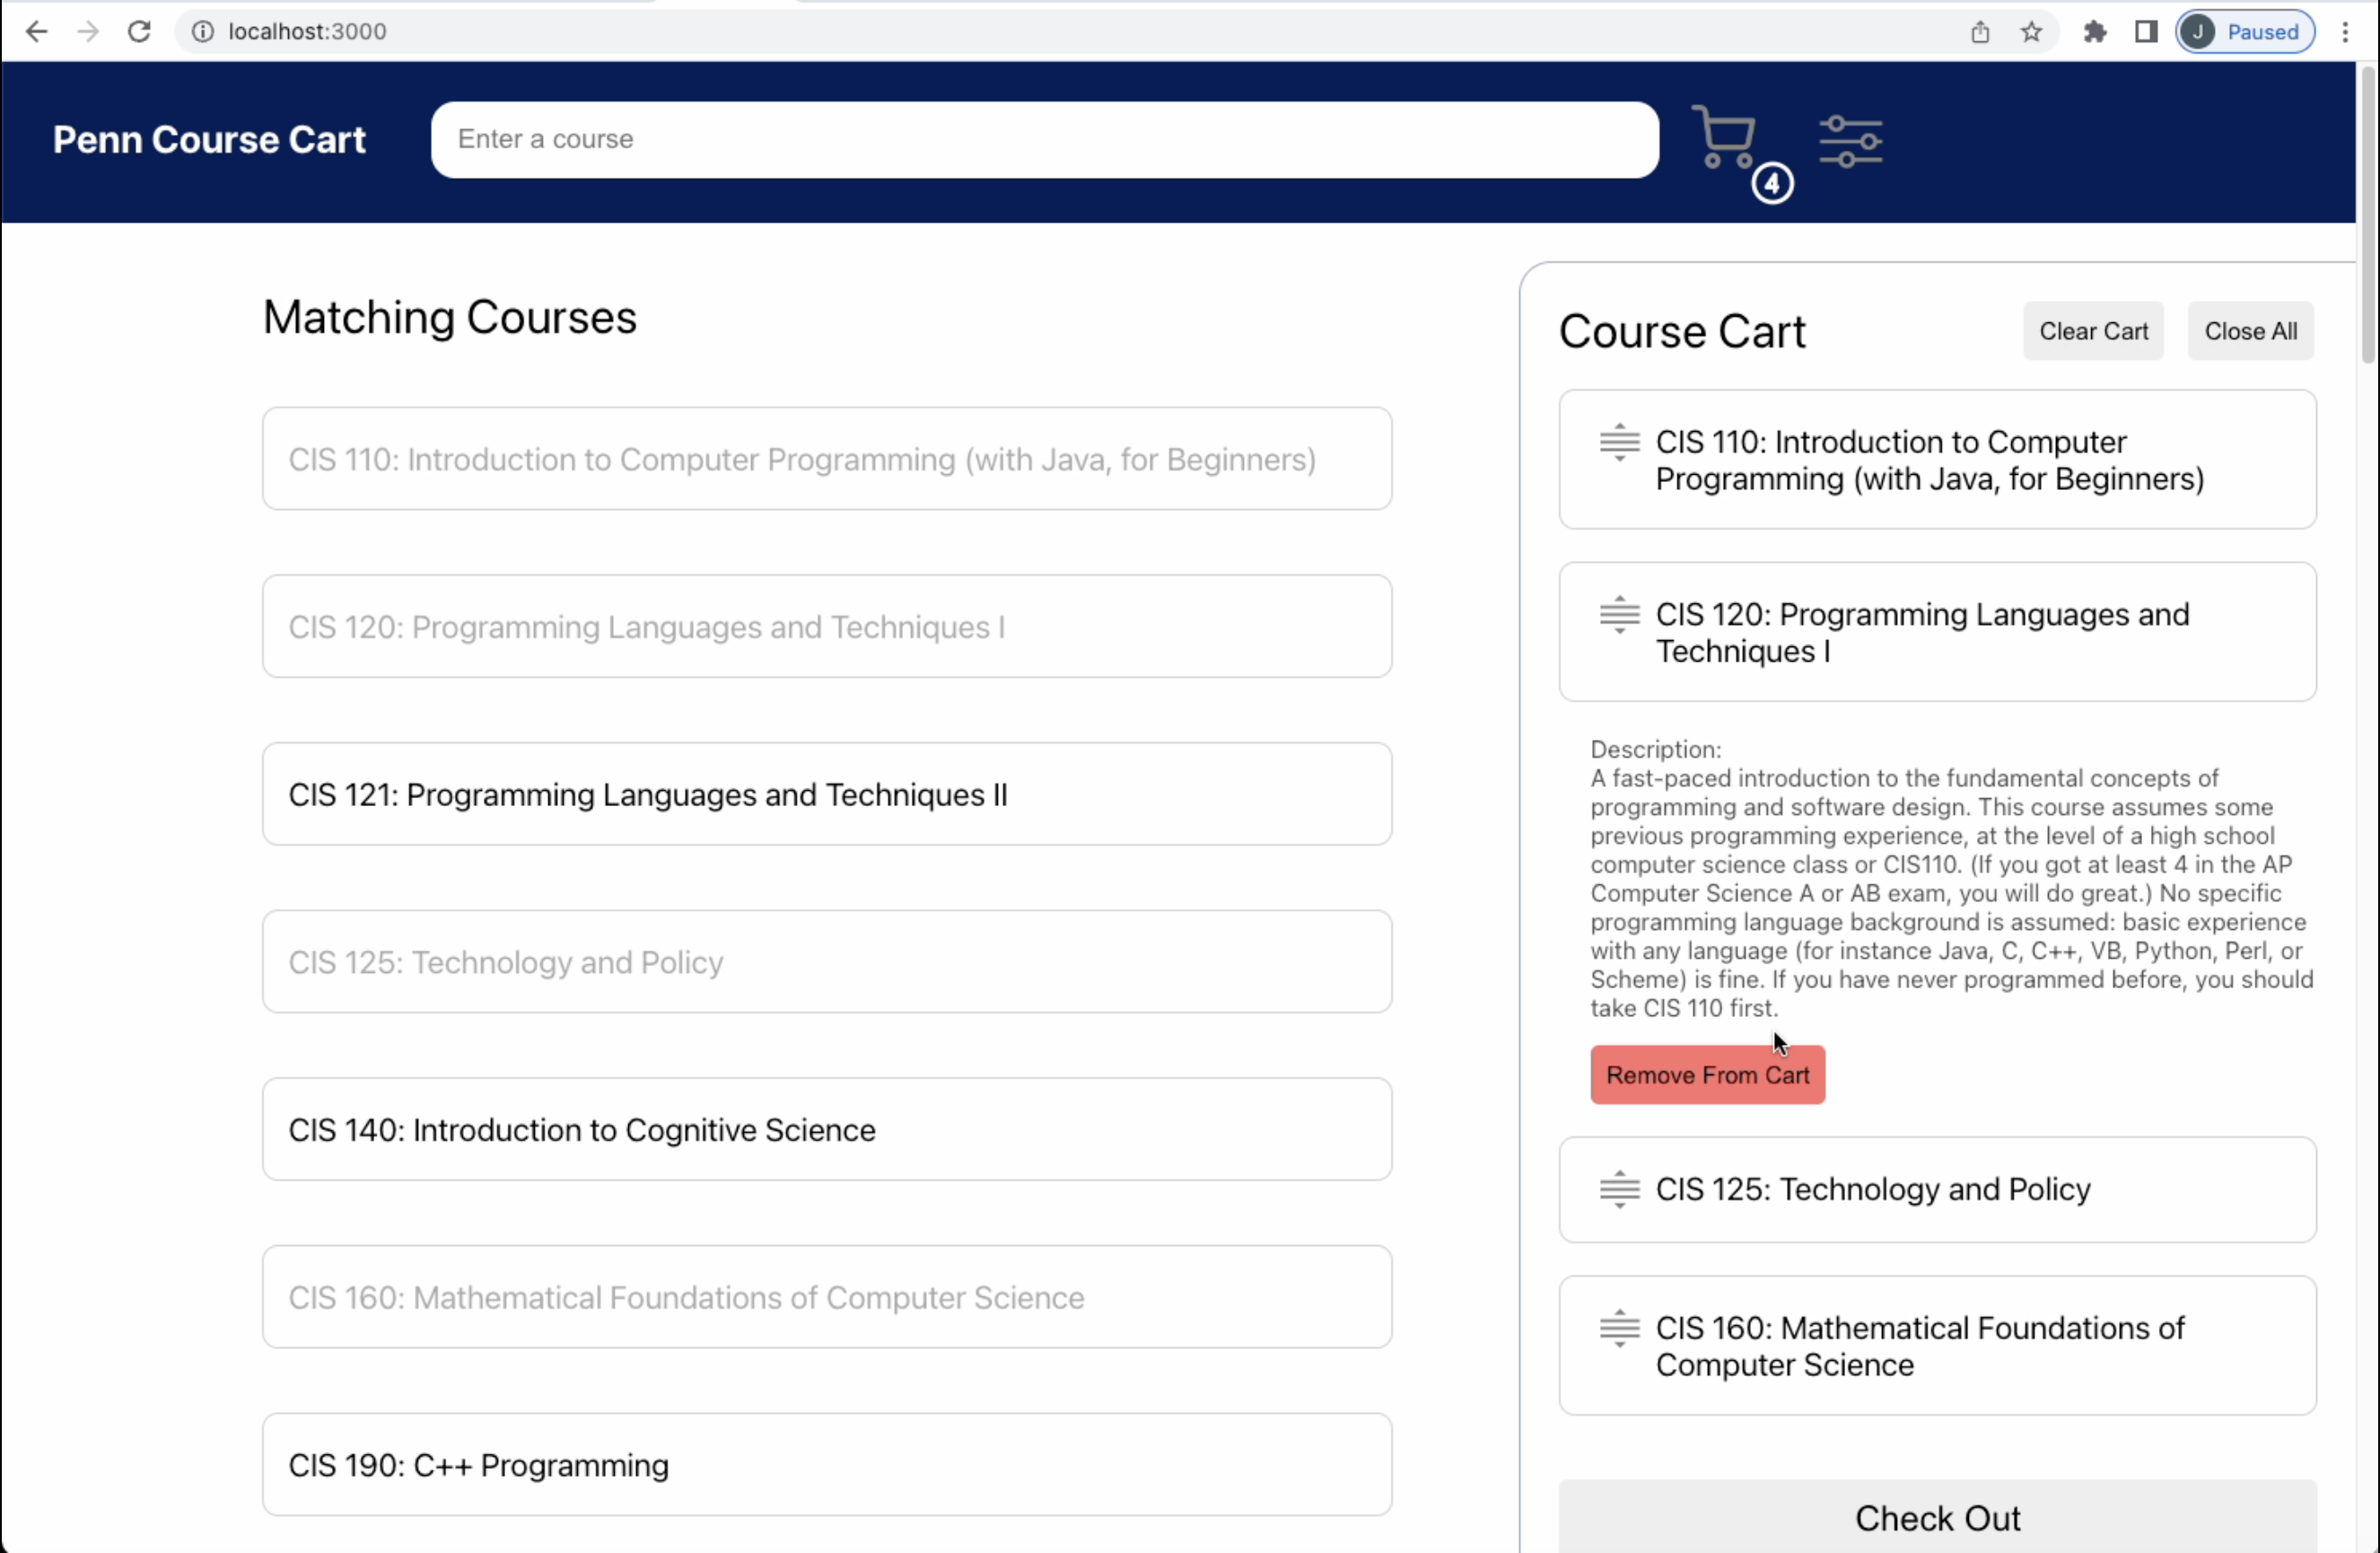 localhost:3000
J Paused
Penn Course Cart
Enter a course
4
Matching Courses
CIS 110: Introduction to Computer Programming (with Java, for Beginners)
CIS 120: Programming Languages and Techniques I
CIS 121: Programming Languages and Techniques II
CIS 125: Technology and Policy
CIS 140: Introduction to Cognitive Science
CIS 160: Mathematical Foundations of Computer Science
CIS 190: C++ Programming
Course Cart
Clear Cart
Close All
CIS 110: Introduction to Computer
Programming (with Java, for Beginners)
CIS 120: Programming Languages and
Techniques I
Description:
A fast-paced introduction to the fundamental concepts of
programming and software design. This course assumes some
previous programming experience, at the level of a high school
computer science class or CIS110. (If you got at least 4 in the AP
Computer Science A or AB exam, you will do great.) No specific
programming language background is assumed: basic experience
with any language (for instance Java, C, C++, VB, Python, Perl, or
Scheme) is fine. If you have never programmed before, you should
take CIS 110 first.
Remove From Cart
CIS 125: Technology and Policy
CIS 160: Mathematical Foundations of
Computer Science
Check Out